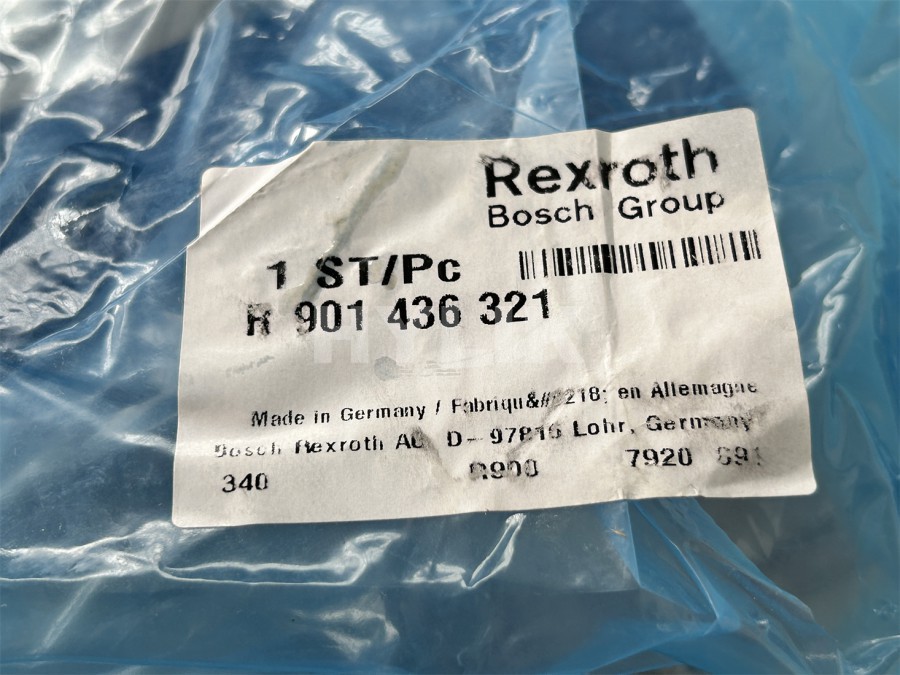 Rexroth
Bosch Group
1 ST/Pc
R 901 436 321
Made in Germany / Fabriqu&#8218; en Allemagne
Bosch Rexroth AG D-97816 Lohr, Germany
340 7920